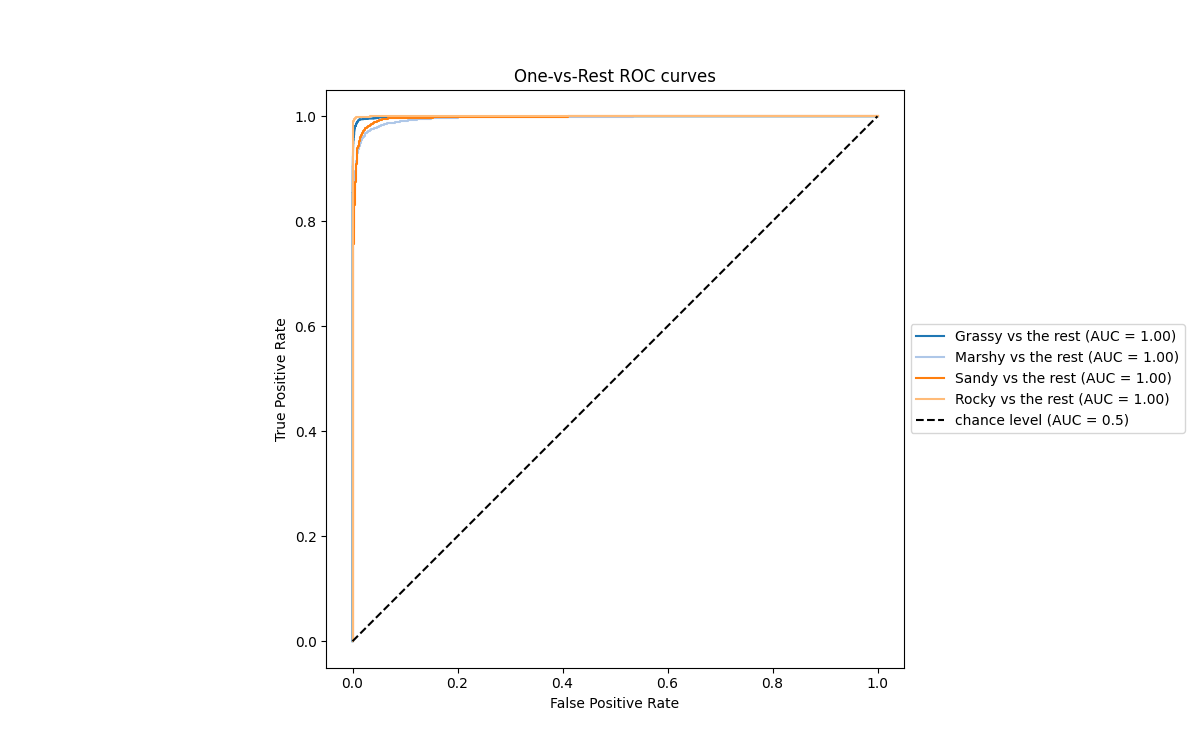 One-vs-Rest ROC curves
1.0
0.8
0.6
0.4
0.2
0.0
True Positive Rate
0.0 0.2 0.4 0.6 0.8 1.0
False Positive Rate
Grassy vs the rest (AUC = 1.00)
Marshy vs the rest (AUC = 1.00)
Sandy vs the rest (AUC = 1.00)
Rocky vs the rest (AUC = 1.00)
chance level (AUC = 0.5)